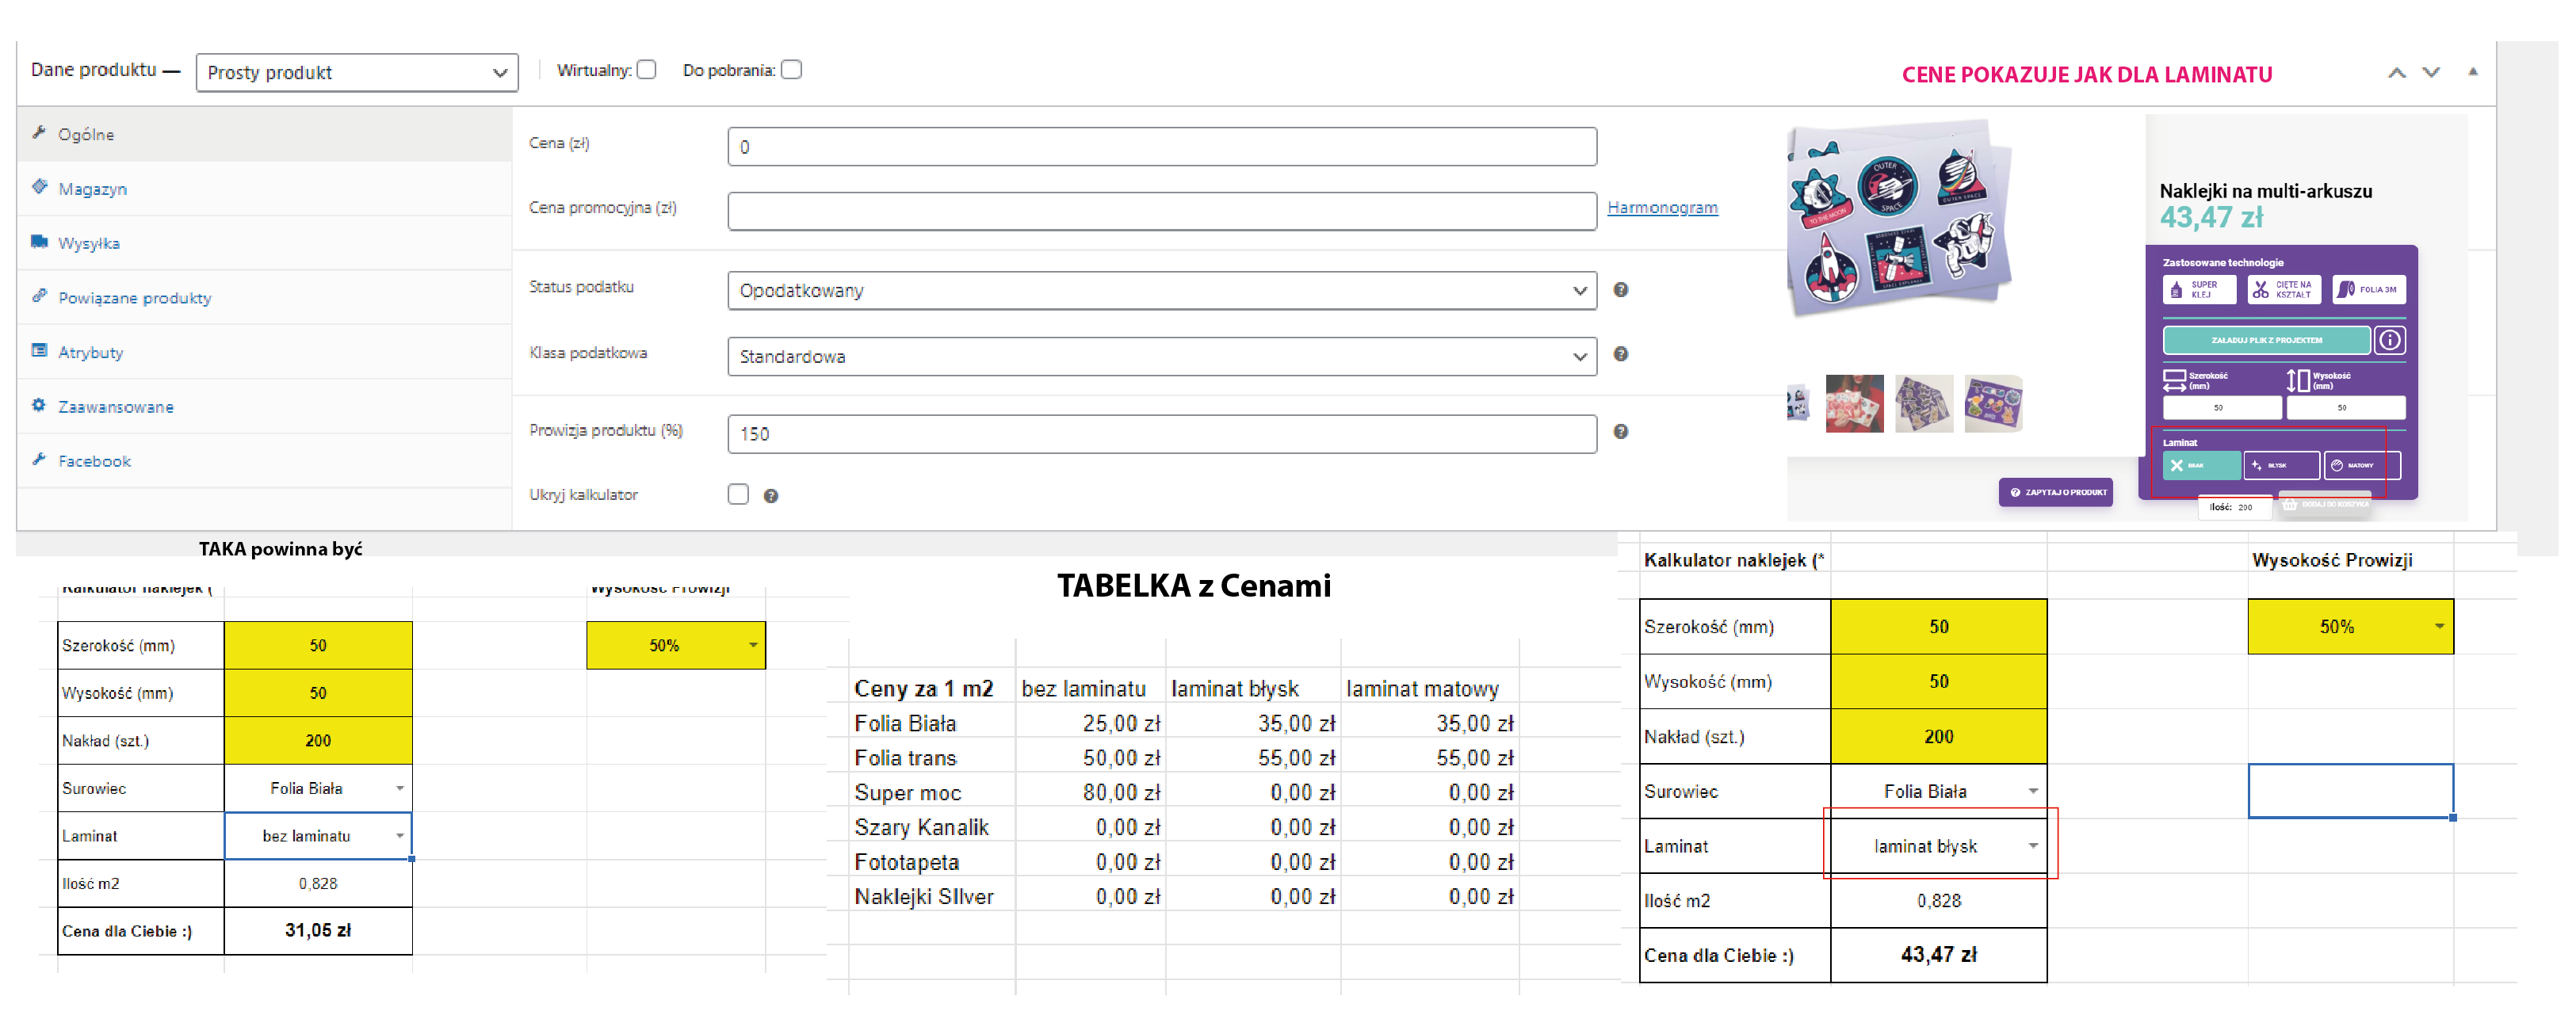 Dane produktu — Prosty produkt Wirtualny: Do pobrania:
CENE POKAZUJE JAK DLA LAMINATU
Ogólne
Magazyn
Wysyłka
Powiązane produkty
Atrybuty
Zaawansowane
Facebook
Cena (zł) 0
Cena promocyjna (zł) Harmonogram
Status podatku Opodatkowany
Klasa podatkowa Standardowa
Prowizja produktu (%) 150
Ukryj kalkulator
OUTER SPACE
OUTER SPACE
TO THE MOON
Naklejki na multi-arkuszu
43,47 zł
Zastosowane technologie
SUPER KLEJ
CIĘTE NA KSZTAŁT
FOLIA 3M
ZAŁADUJ PLIK Z PROJEKTEM
Szerokość (mm)
Wysokość (mm)
50 50
Laminat
BRAK BŁYSK MATOWY
ZAPYTAJ O PRODUKT
Ilość: 200
DODAJ DO KOSZYKA
TAKA powinna być
Kalkulator naklejek ( Wysokość Prowizji
Szerokość (mm) 50 50%
Wysokość (mm) 50
Nakład (szt.) 200
Surowiec Folia Biała
Laminat bez laminatu
Ilość m2 0,828
Cena dla Ciebie :) 31,05 zł
TABELKA z Cenami
Ceny za 1 m2 bez laminatu laminat błysk laminat matowy
Folia Biała 25,00 zł 35,00 zł 35,00 zł
Folia trans 50,00 zł 55,00 zł 55,00 zł
Super moc 80,00 zł 0,00 zł 0,00 zł
Szary Kanalik 0,00 zł 0,00 zł 0,00 zł
Fototapeta 0,00 zł 0,00 zł 0,00 zł
Naklejki SIlver 0,00 zł 0,00 zł 0,00 zł
Kalkulator naklejek (* Wysokość Prowizji
Szerokość (mm) 50 50%
Wysokość (mm) 50
Nakład (szt.) 200
Surowiec Folia Biała
Laminat laminat błysk
Ilość m2 0,828
Cena dla Ciebie :) 43,47 zł